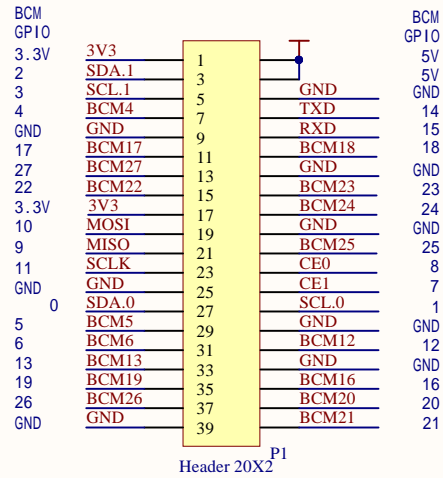 BCM BCM
GPIO GPIO
3.3V 3V3 1 5V
2 SDA.1 3 5V
3 SCL.1 5 GND GND
4 BCM4 7 TXD 14
GND GND 9 RXD 15
17 BCM17 11 BCM18 18
27 BCM27 13 GND GND
22 BCM22 15 BCM23 23
3.3V 3V3 17 BCM24 24
10 MOSI 19 GND GND
9 MISO 21 BCM25 25
11 SCLK 23 CE0 8
GND GND 25 CE1 7
0 SDA.0 27 SCL.0 1
5 BCM5 29 GND GND
6 BCM6 31 BCM12 12
13 BCM13 33 GND GND
19 BCM19 35 BCM16 16
26 BCM26 37 BCM20 20
GND GND 39 BCM21 21
P1
Header 20X2